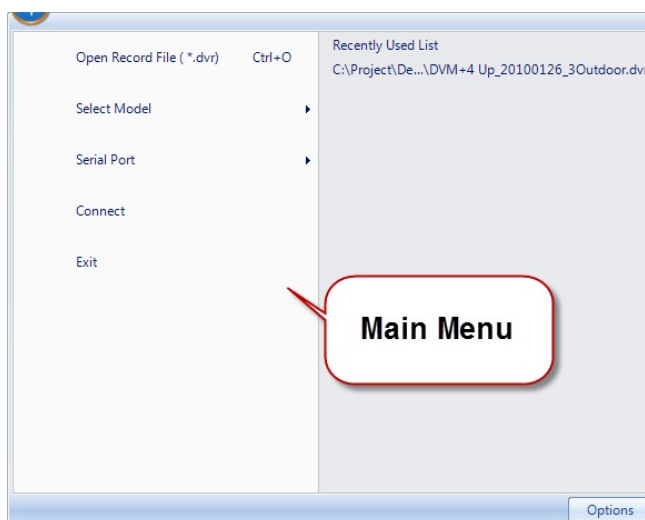 Open Record File ( *.dvr) Ctrl+O
Select Model
Serial Port
Connect
Exit
Recently Used List
C:\Project\De...\DVM+4 Up_20100126_3Outdoor.dvr
Main Menu
Options